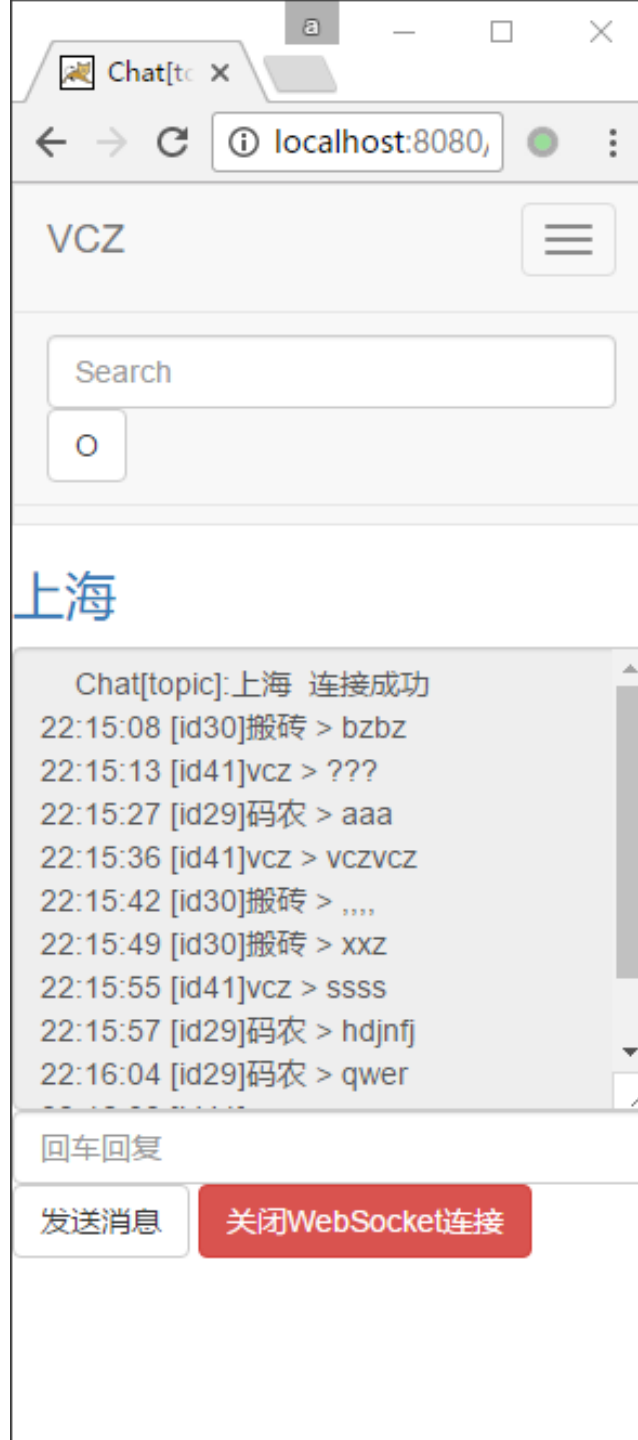 a
Chat[tc
localhost:8080/
VCZ
Search
O
上海
Chat[topic]:上海 连接成功
22:15:08 [id30]搬砖 > bzbz
22:15:13 [id41]vcz > ???
22:15:27 [id29]码农 > aaa
22:15:36 [id41]vcz > vczvcz
22:15:42 [id30]搬砖 > ,,,,
22:15:49 [id30]搬砖 > xxz
22:15:55 [id41]vcz > ssss
22:15:57 [id29]码农 > hdjnfj
22:16:04 [id29]码农 > qwer
回车回复
发送消息 关闭WebSocket连接